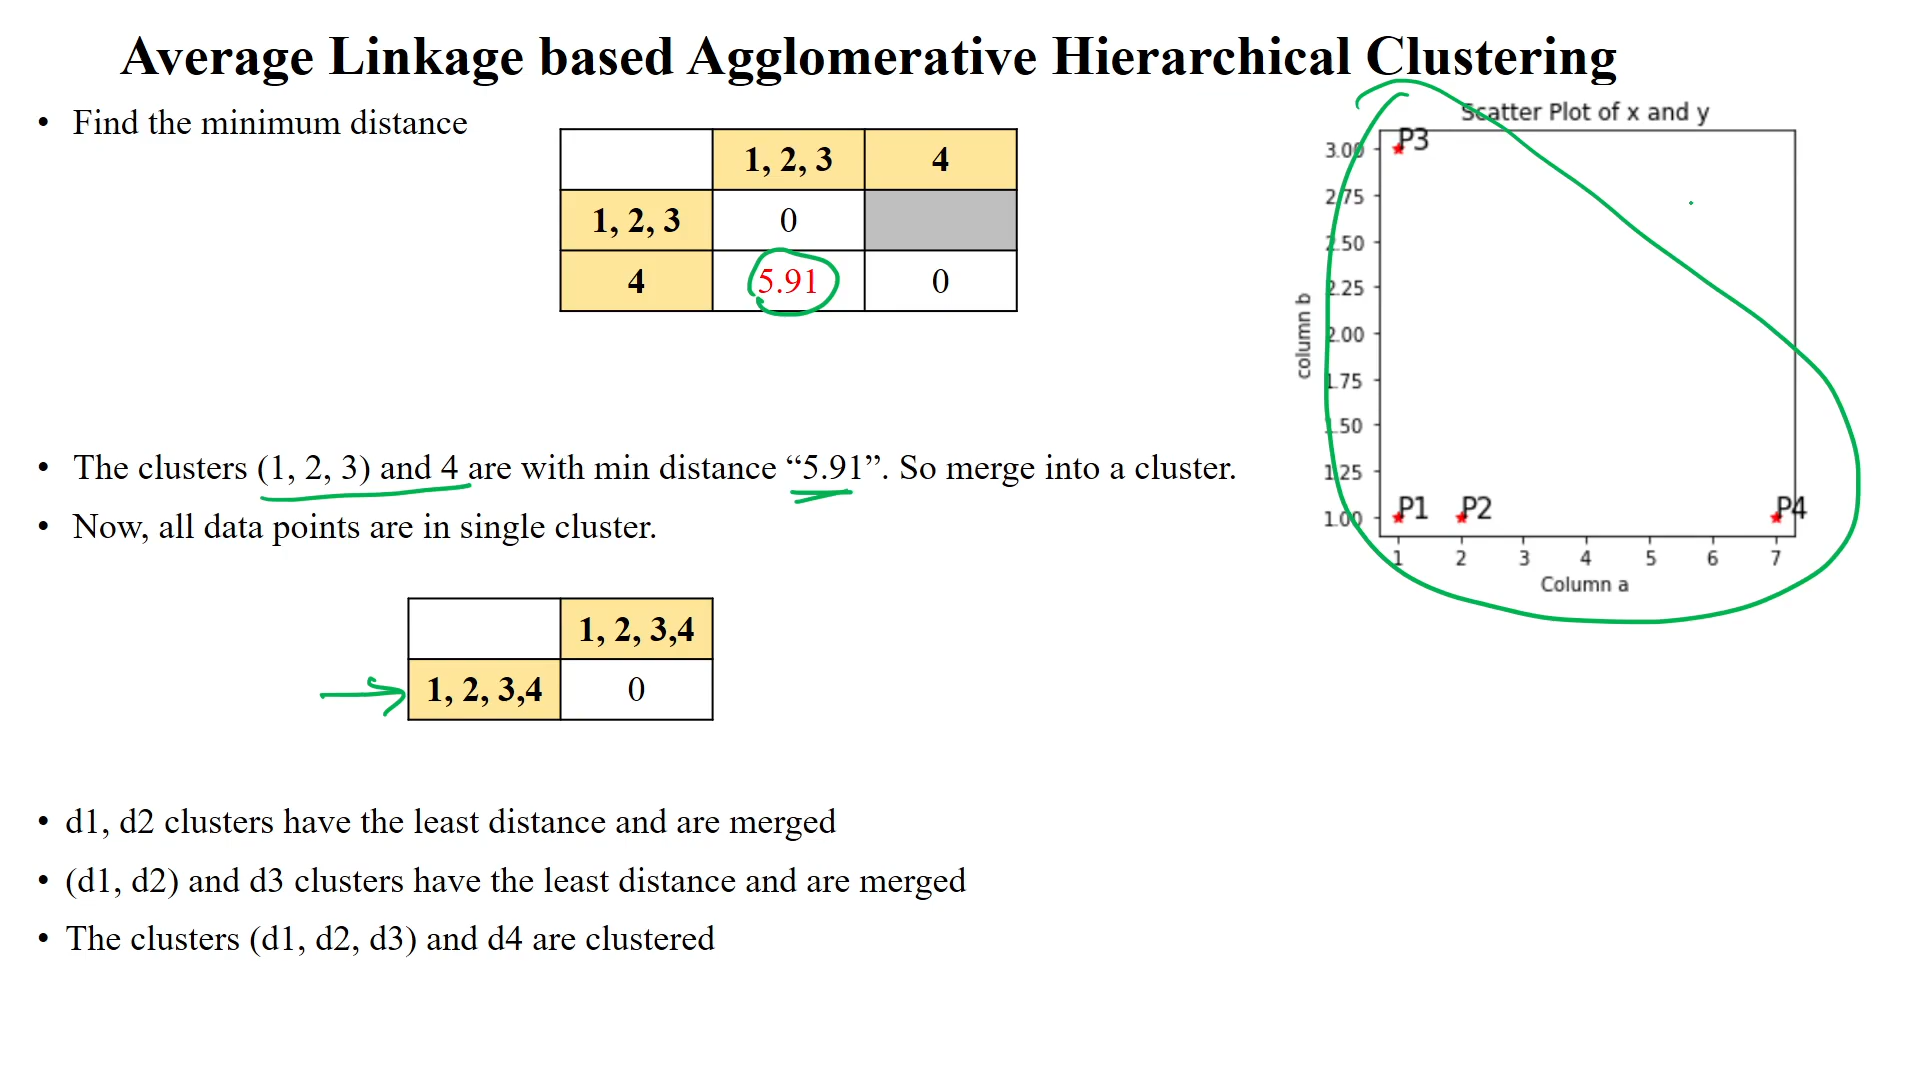 Average Linkage based Agglomerative Hierarchical Clustering
• Find the minimum distance
1, 2, 3 4
1, 2, 3 0
4 5.91 0
• The clusters (1, 2, 3) and 4 are with min distance “5.91”. So merge into a cluster.
• Now, all data points are in single cluster.
1, 2, 3,4
1, 2, 3,4 0
• d1, d2 clusters have the least distance and are merged
• (d1, d2) and d3 clusters have the least distance and are merged
• The clusters (d1, d2, d3) and d4 are clustered
Scatter Plot of x and y
P3
3.00
2.75
2.50
2.25
2.00
1.75
1.50
1.25
1.00
P1 P2 P4
1 2 3 4 5 6 7
Column a
column b